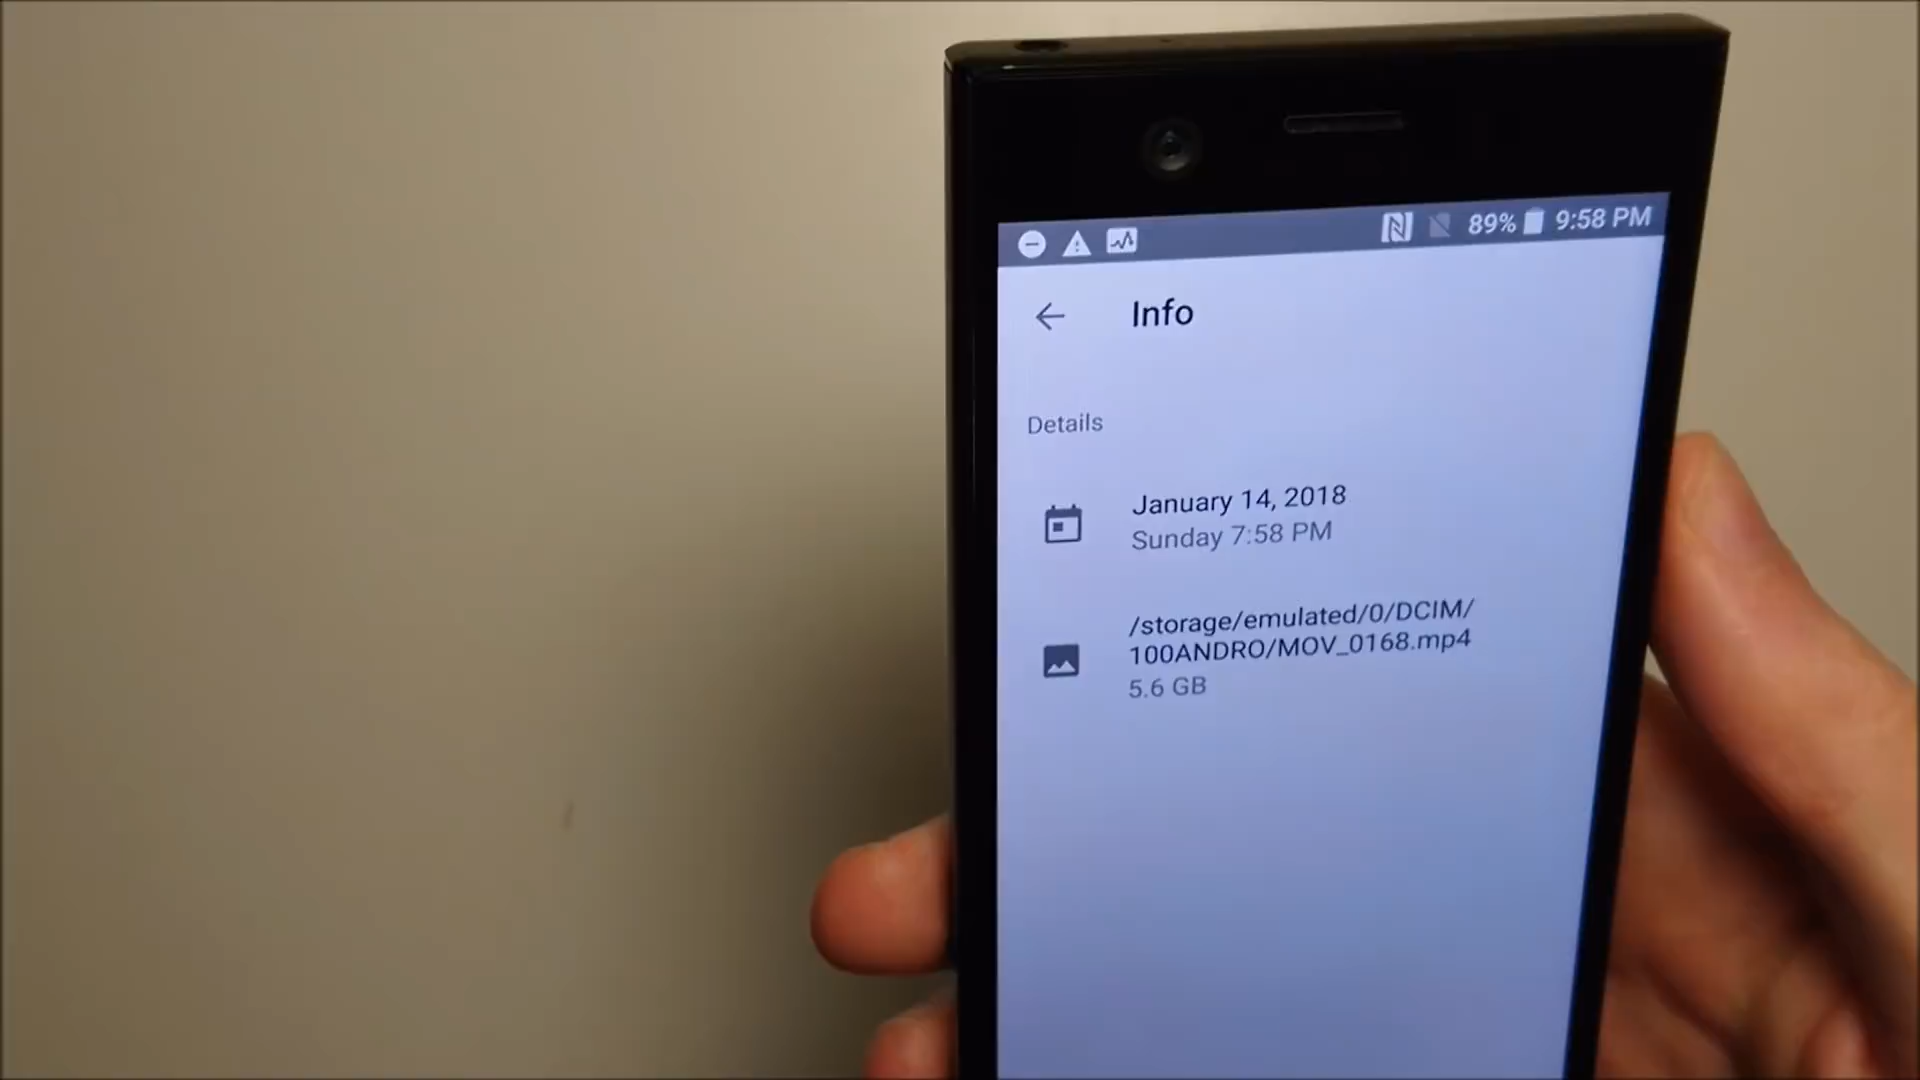 89% 9:58 PM
Info
Details
January 14, 2018
Sunday 7:58 PM
/storage/emulated/0/DCIM/
100ANDRO/MOV_0168.mp4
5.6 GB